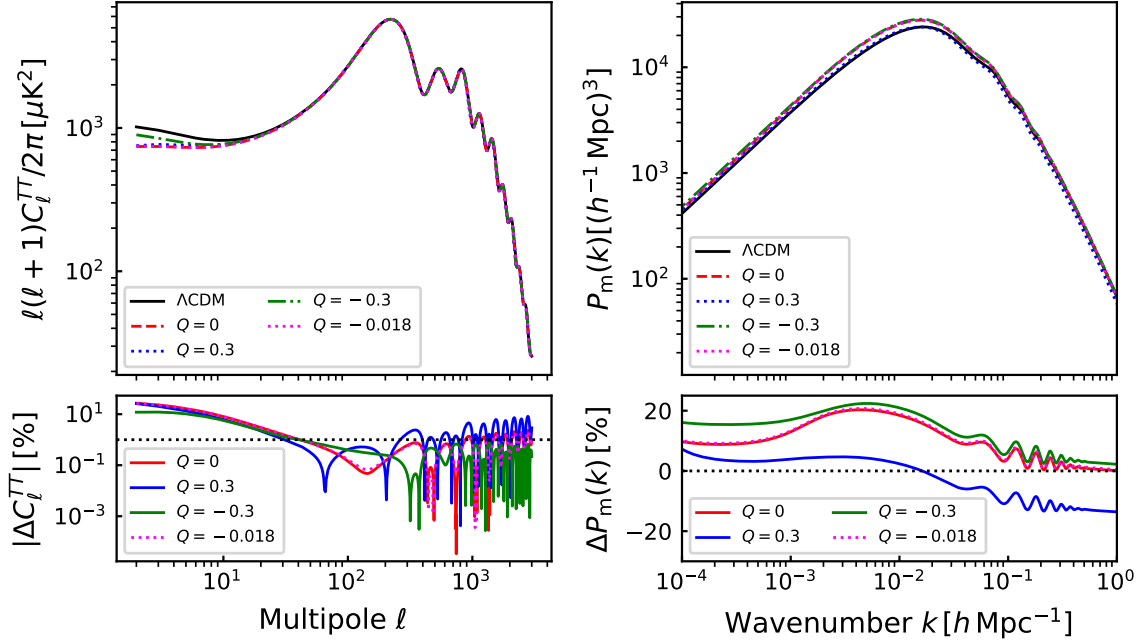 ℓ(ℓ + 1)C_ℓ^{TT}/2π [μK²]
10³
10²
ΛCDM
Q = 0
Q = 0.3
Q = −0.3
Q = −0.018
P_m(k)[(h⁻¹ Mpc)³]
10⁴
10³
10²
ΛCDM
Q = 0
Q = 0.3
Q = −0.3
Q = −0.018
|ΔC_ℓ^{TT}| [%]
10¹
10⁻¹
10⁻³
Q = 0
Q = 0.3
Q = −0.3
Q = −0.018
10¹ 10² 10³
Multipole ℓ
ΔP_m(k) [%]
20
0
−20
Q = 0
Q = 0.3
Q = −0.3
Q = −0.018
10⁻⁴ 10⁻³ 10⁻² 10⁻¹ 10⁰
Wavenumber k [h Mpc⁻¹]